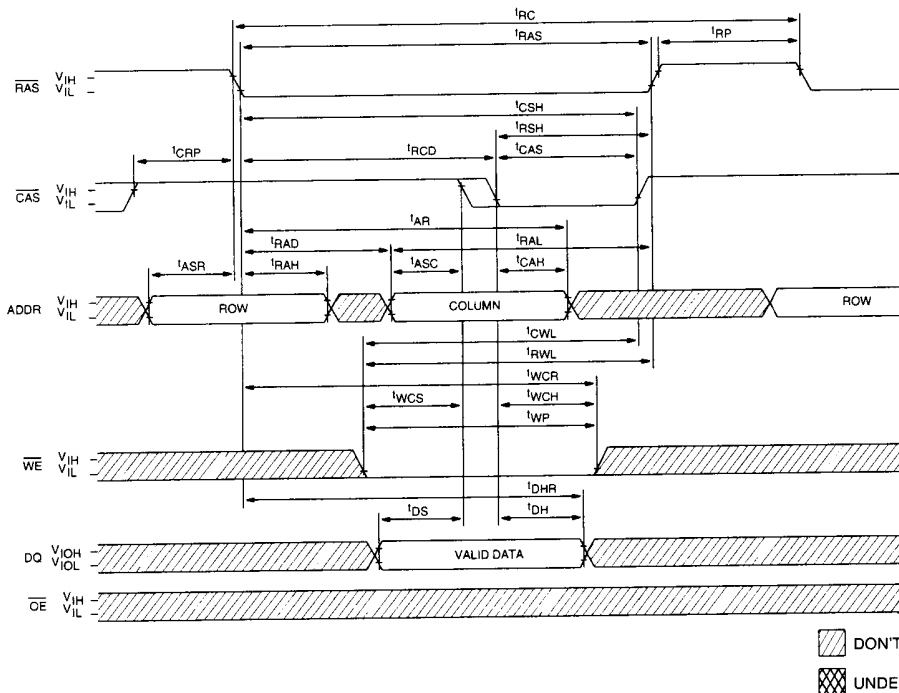 tRC
tRAS
tRP
RAS VIH
VIL
tCSH
tRSH
tCRP
tRCD
tCAS
CAS VIH
VIL
tAR
tRAD
tRAL
tASR
tRAH
tASC
tCAH
ADDR VIH
VIL
ROW
COLUMN
ROW
tCWL
tRWL
tWCR
tWCS
tWCH
tWP
WE VIH
VIL
tDHR
tDS
tDH
DQ VIOH
VIOL
VALID DATA
OE VIH
VIL
DON'T
UNDE